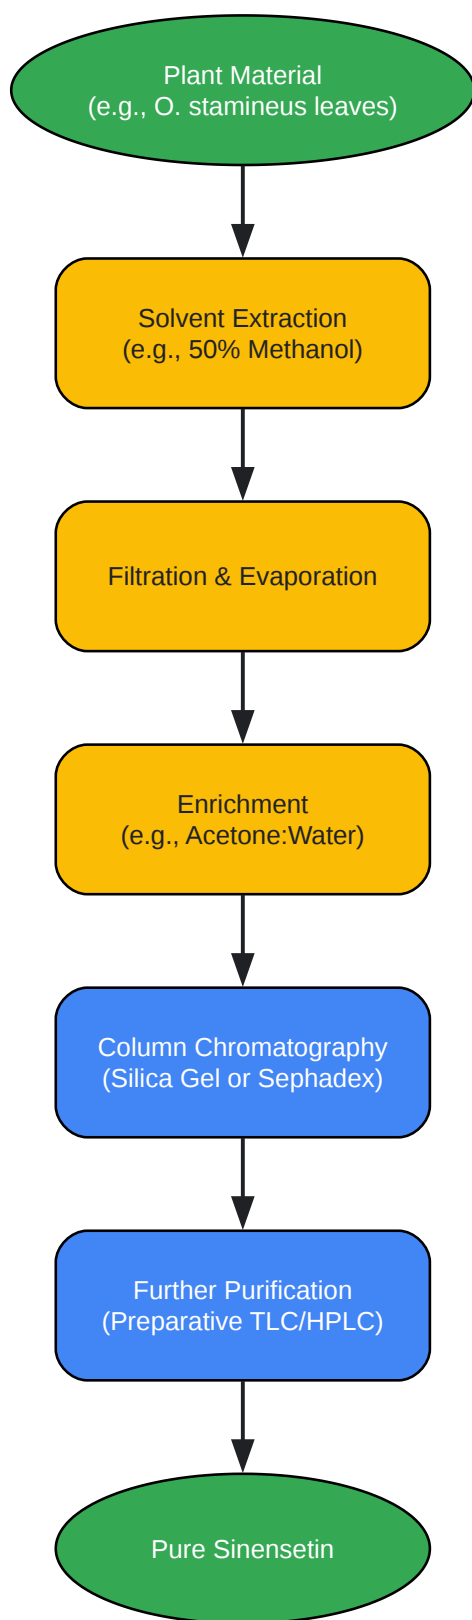 Plant Material
(e.g., O. stamineus leaves)
Solvent Extraction
(e.g., 50% Methanol)
Filtration & Evaporation
Enrichment
(e.g., Acetone:Water)
Column Chromatography
(Silica Gel or Sephadex)
Further Purification
(Preparative TLC/HPLC)
Pure Sinensetin